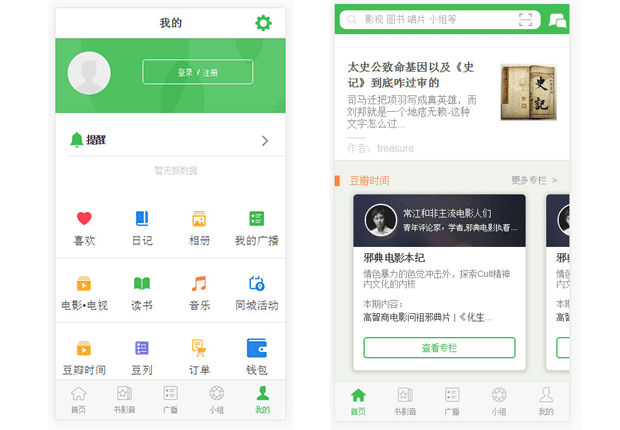 我的
登录 / 注册
提醒
暂无新数据
喜欢
日记
相册
我的广播
电影•电视
读书
音乐
同城活动
豆瓣时间
豆列
订单
钱包
首页
书影音
广播
小组
我的
影视 图书 唱片 小组等
太史公致命基因以及《史
记》到底咋过审的
司马迁把项羽写成真英雄，而
刘邦就是一个地痞无赖-这种
文字怎么过...
作者：treasure
史記
豆瓣时间
更多专栏 >
常江和非主流电影人们
青年评论家，学者,邪典电影执着...
邪典电影本纪
情色暴力的色觉冲击外，探索Cult精神
内文化的内核
本期内容：
高智商电影问祖邪典片 |《化生...
查看专栏
首页
书影音
广播
小组
我的